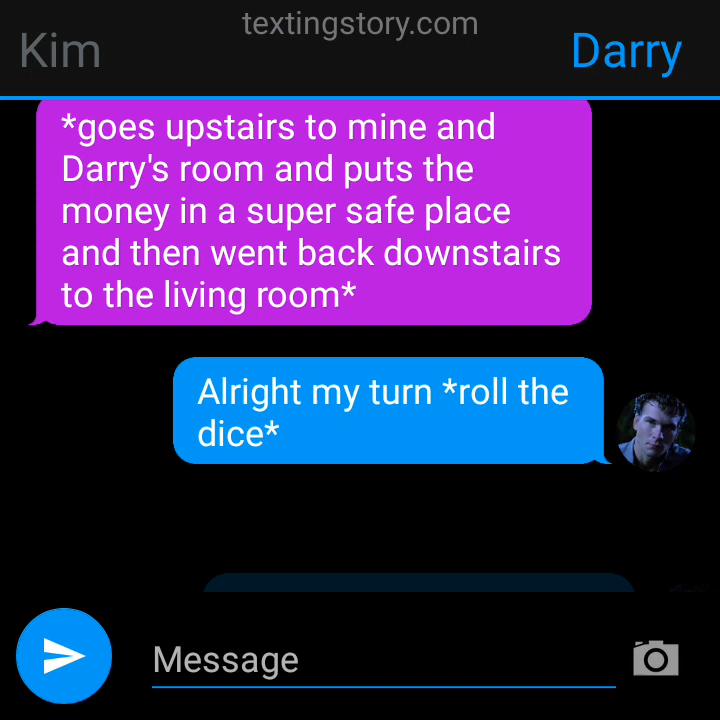 textingstory.com
Kim
Darry
*goes upstairs to mine and
Darry's room and puts the
money in a super safe place
and then went back downstairs
to the living room*
Alright my turn *roll the
dice*
Message